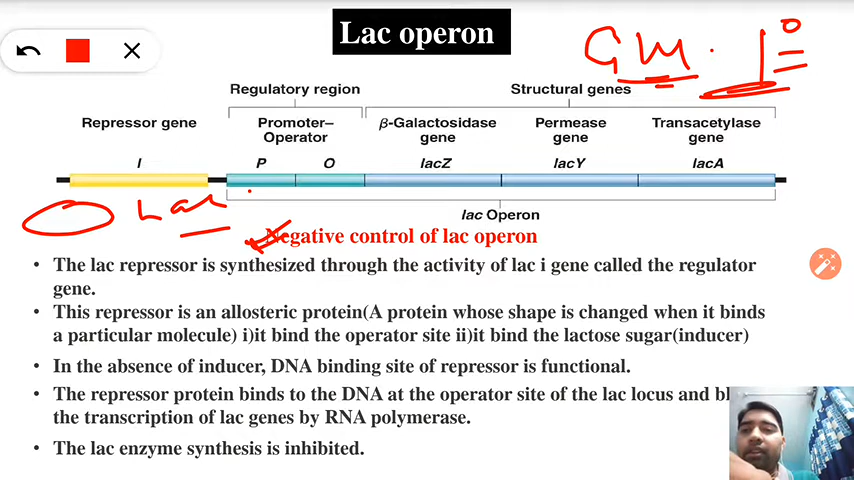 Lac operon
GM. 1°
Regulatory region
Structural genes
Repressor gene
Promoter–
Operator
β-Galactosidase
gene
Permease
gene
Transacetylase
gene
I
P
O
lacZ
lacY
lacA
lac Operon
Lac
Negative control of lac operon
• The lac repressor is synthesized through the activity of lac i gene called the regulator
gene.
• This repressor is an allosteric protein(A protein whose shape is changed when it binds
a particular molecule) i)it bind the operator site ii)it bind the lactose sugar(inducer)
• In the absence of inducer, DNA binding site of repressor is functional.
• The repressor protein binds to the DNA at the operator site of the lac locus and
the transcription of lac genes by RNA polymerase.
• The lac enzyme synthesis is inhibited.